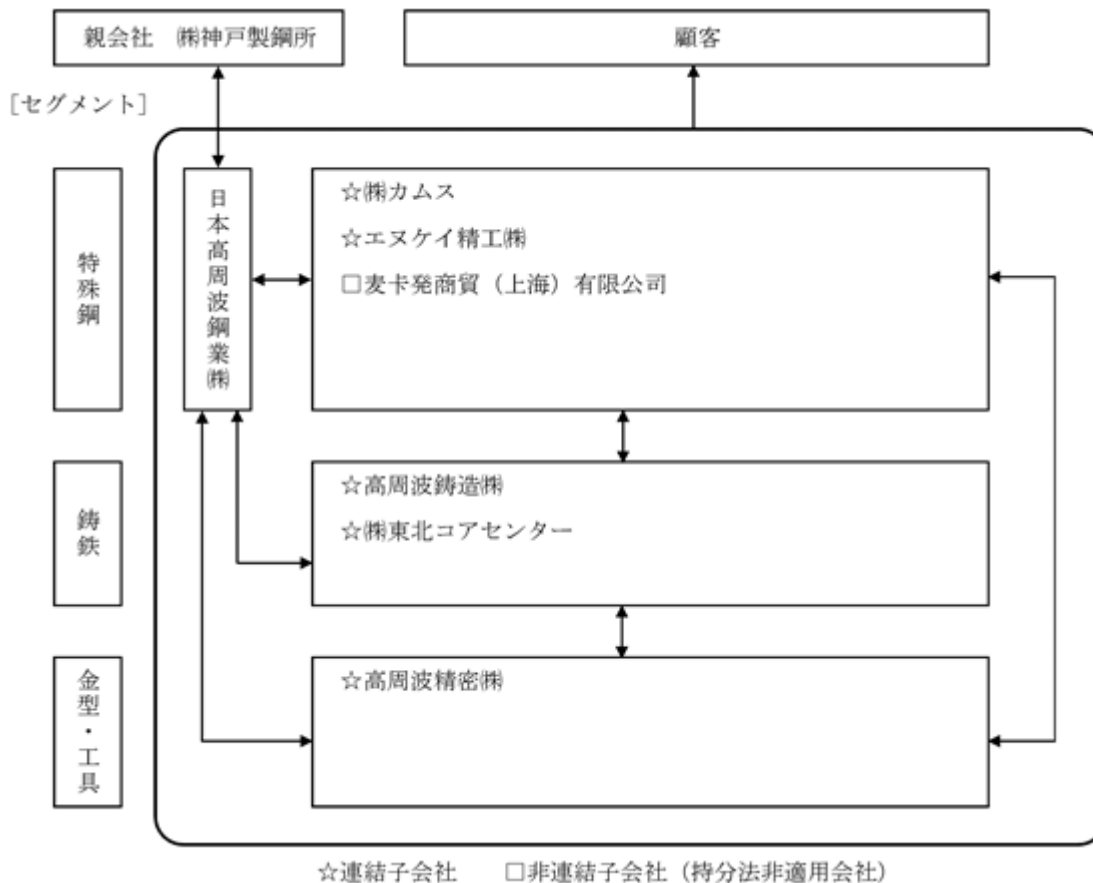 親会社 ㈱神戸製鋼所
顧客
［セグメント］
特殊鋼
日本高周波鋼業㈱
☆㈱カムス
☆エヌケイ精工㈱
□麦卡発商貿（上海）有限公司
鋳鉄
☆高周波鋳造㈱
☆㈱東北コアセンター
金型・工具
☆高周波精密㈱
☆連結子会社 □非連結子会社（持分法非適用会社）